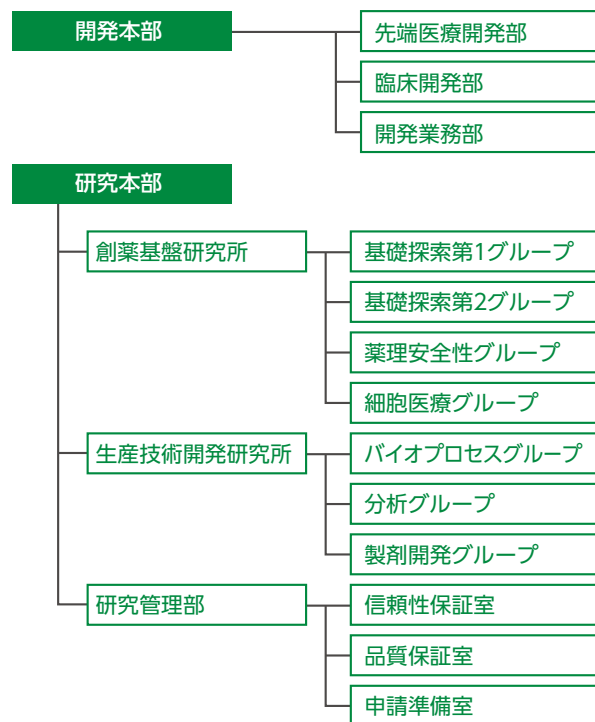 開発本部
先端医療開発部
臨床開発部
開発業務部
研究本部
創薬基盤研究所
基礎探索第1グループ
基礎探索第2グループ
薬理安全性グループ
細胞医療グループ
生産技術開発研究所
バイオプロセスグループ
分析グループ
製剤開発グループ
研究管理部
信頼性保証室
品質保証室
申請準備室